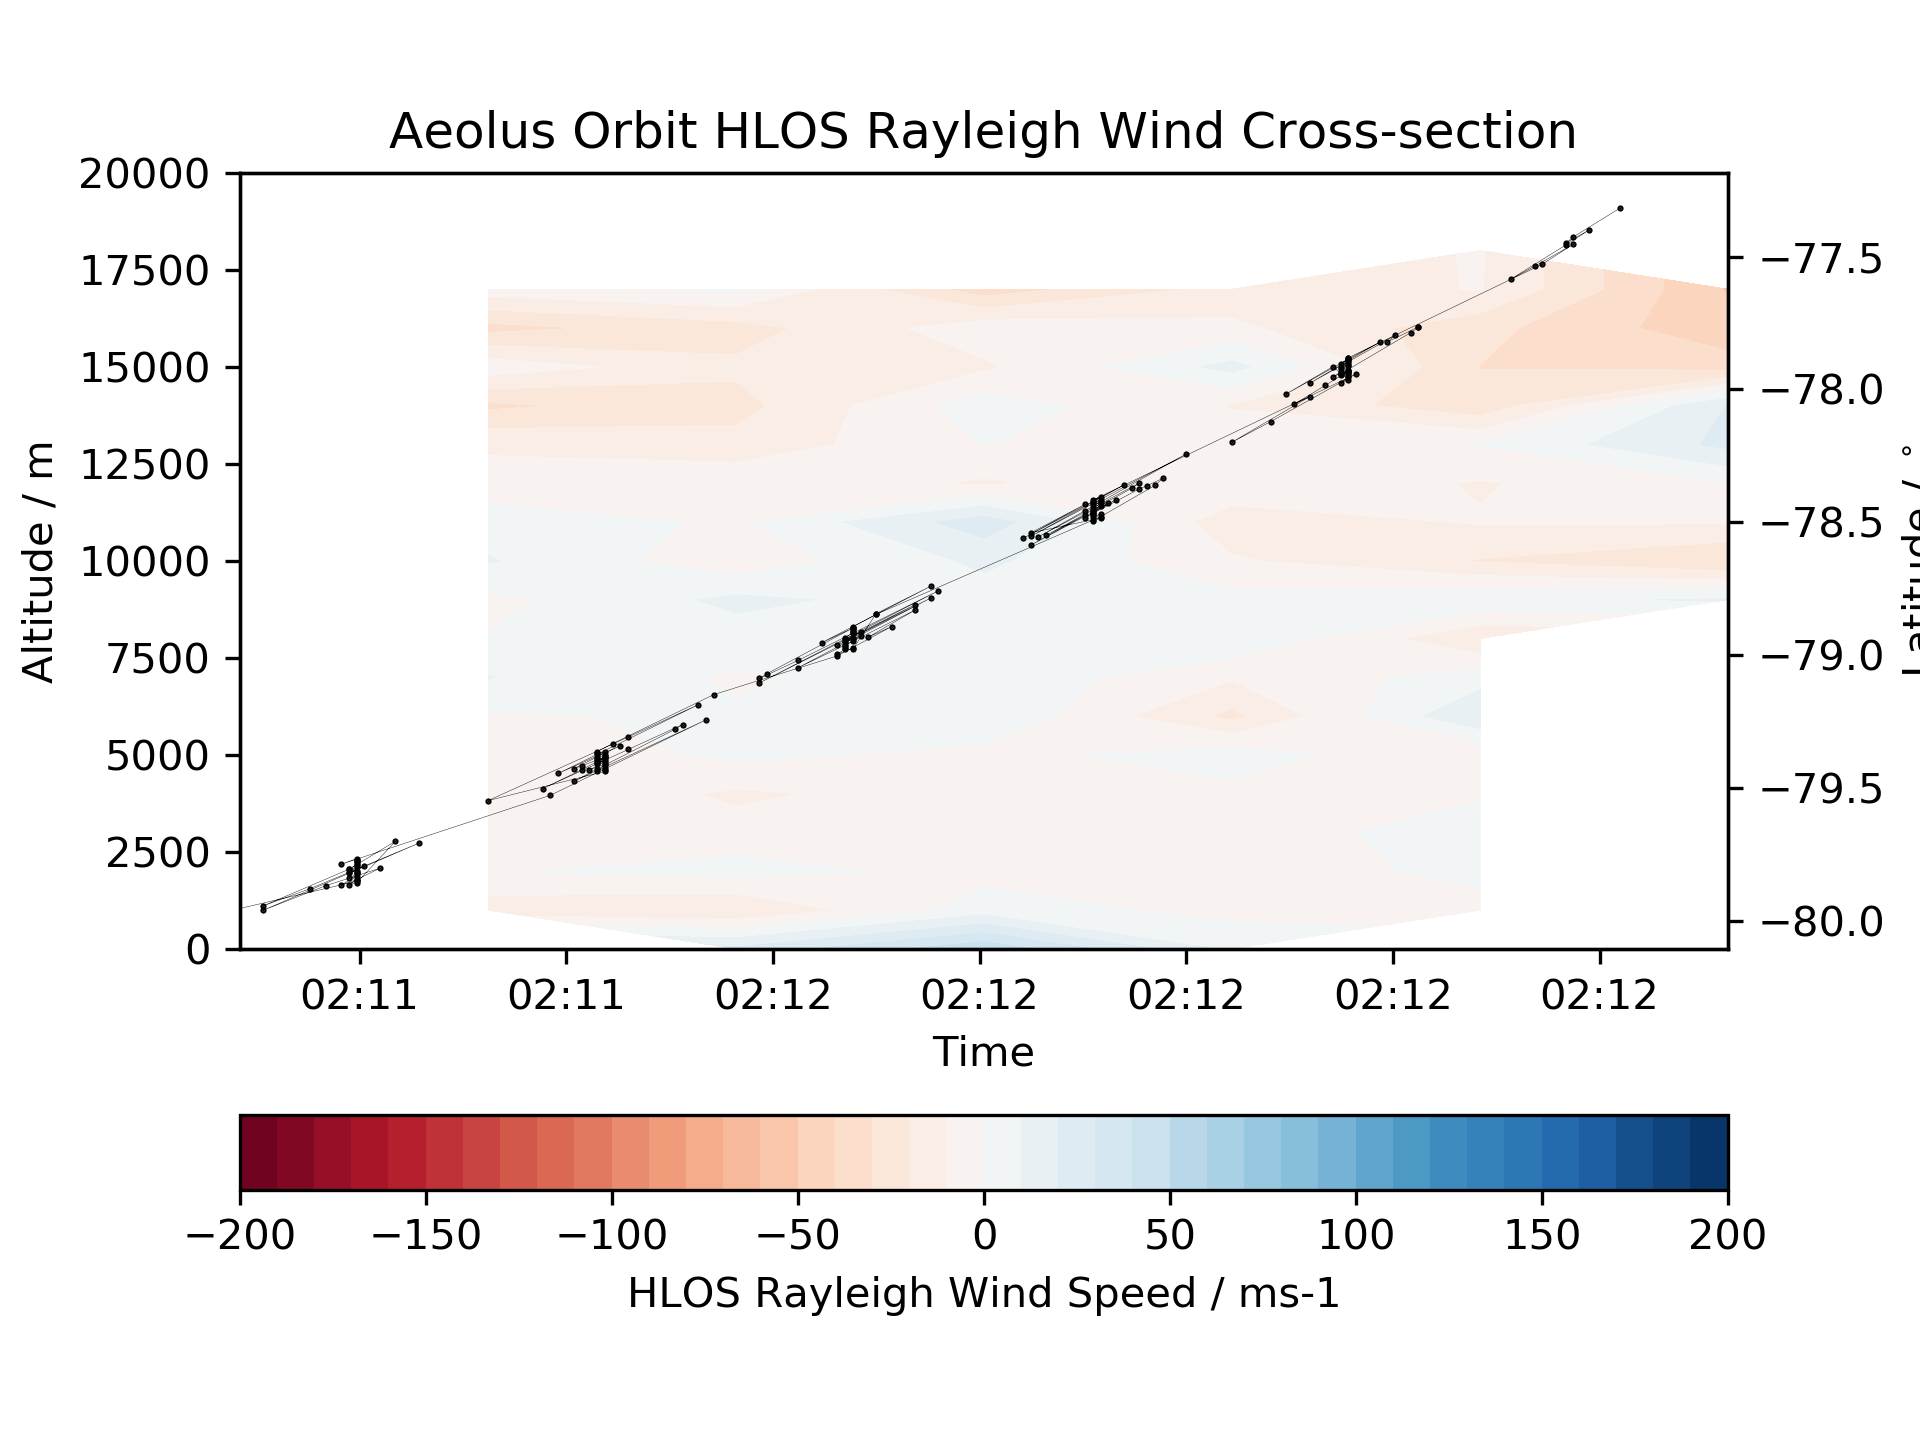 Aeolus Orbit HLOS Rayleigh Wind Cross-section
20000
17500
15000
12500
10000
7500
5000
2500
0
Altitude / m
−77.5
−78.0
−78.5
−79.0
−79.5
−80.0
Latitude / °
02:11 02:11 02:12 02:12 02:12 02:12 02:12
Time
−200 −150 −100 −50 0 50 100 150 200
HLOS Rayleigh Wind Speed / ms-1